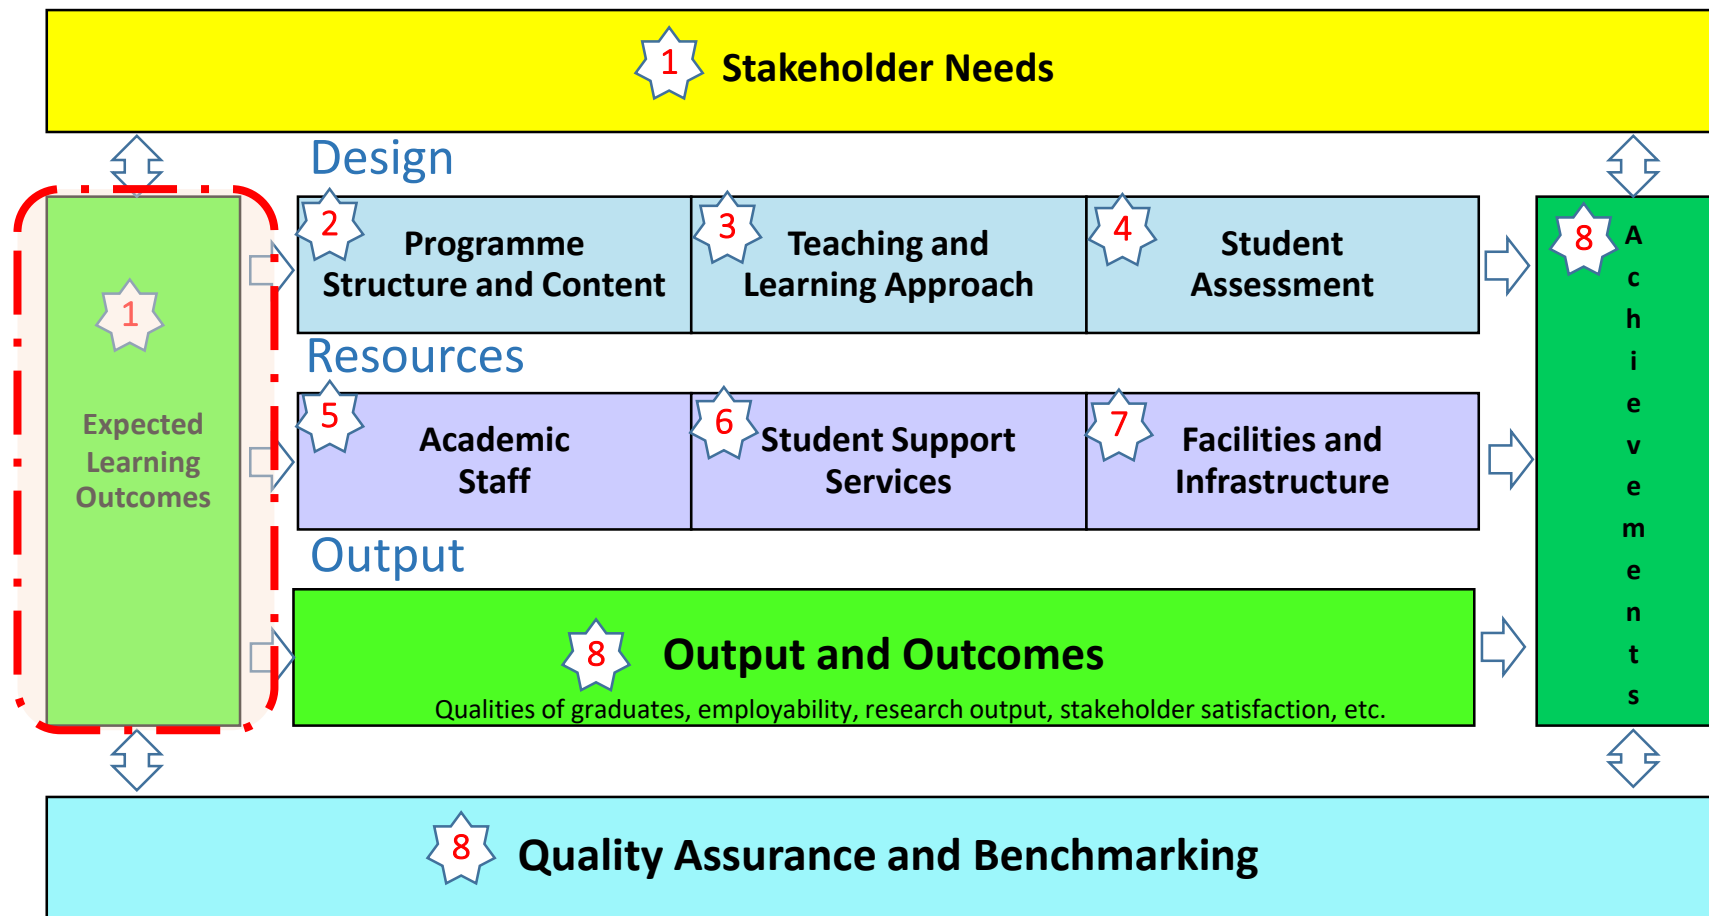 1 Stakeholder Needs
Design
1
Expected
Learning
Outcomes
2
Programme
Structure and Content
3
Teaching and
Learning Approach
4
Student
Assessment
Resources
5
Academic
Staff
6
Student Support
Services
7
Facilities and
Infrastructure
Output
8 Output and Outcomes
Qualities of graduates, employability, research output, stakeholder satisfaction, etc.
8
A
c
h
i
e
v
e
m
e
n
t
s
8 Quality Assurance and Benchmarking